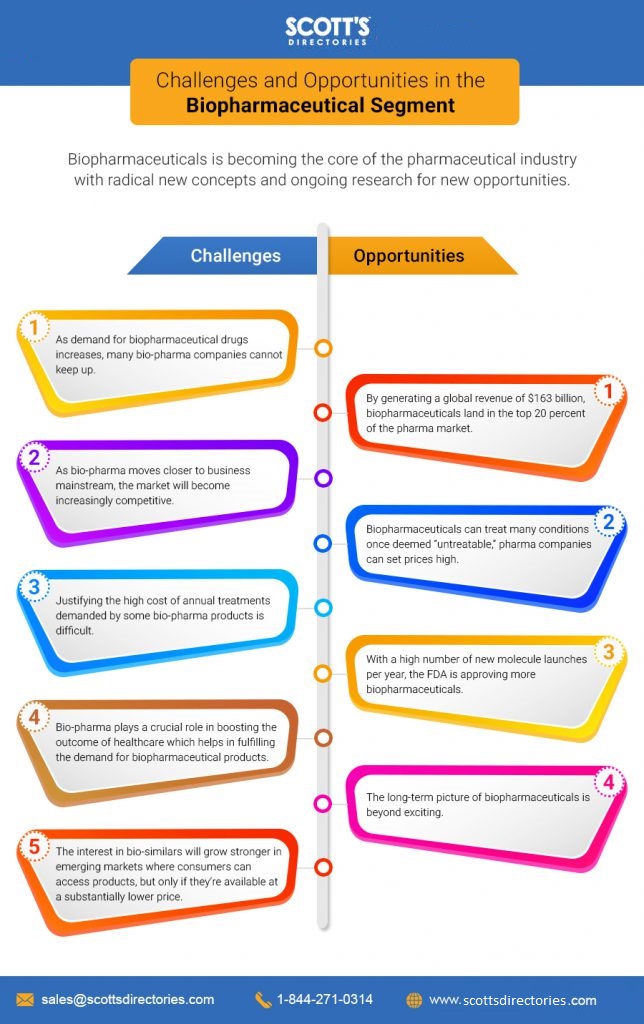 SCOTT'S
DIRECTORIES
Challenges and Opportunities in the
Biopharmaceutical Segment
Biopharmaceuticals is becoming the core of the pharmaceutical industry
with radical new concepts and ongoing research for new opportunities.
Challenges
Opportunities
1
As demand for biopharmaceutical drugs
increases, many bio-pharma companies cannot
keep up.
1
By generating a global revenue of $163 billion,
biopharmaceuticals land in the top 20 percent
of the pharma market.
2
As bio-pharma moves closer to business
mainstream, the market will become
increasingly competitive.
2
Biopharmaceuticals can treat many conditions
once deemed “untreatable,” pharma companies
can set prices high.
3
Justifying the high cost of annual treatments
demanded by some bio-pharma products is
difficult.
3
With a high number of new molecule launches
per year, the FDA is approving more
biopharmaceuticals.
4
Bio-pharma plays a crucial role in boosting the
outcome of healthcare which helps in fulfilling
the demand for biopharmaceutical products.
4
The long-term picture of biopharmaceuticals is
beyond exciting.
5
The interest in bio-similars will grow stronger in
emerging markets where consumers can
access products, but only if they’re available at
a substantially lower price.
sales@scottsdirectories.com
1-844-271-0314
www.scottsdirectories.com